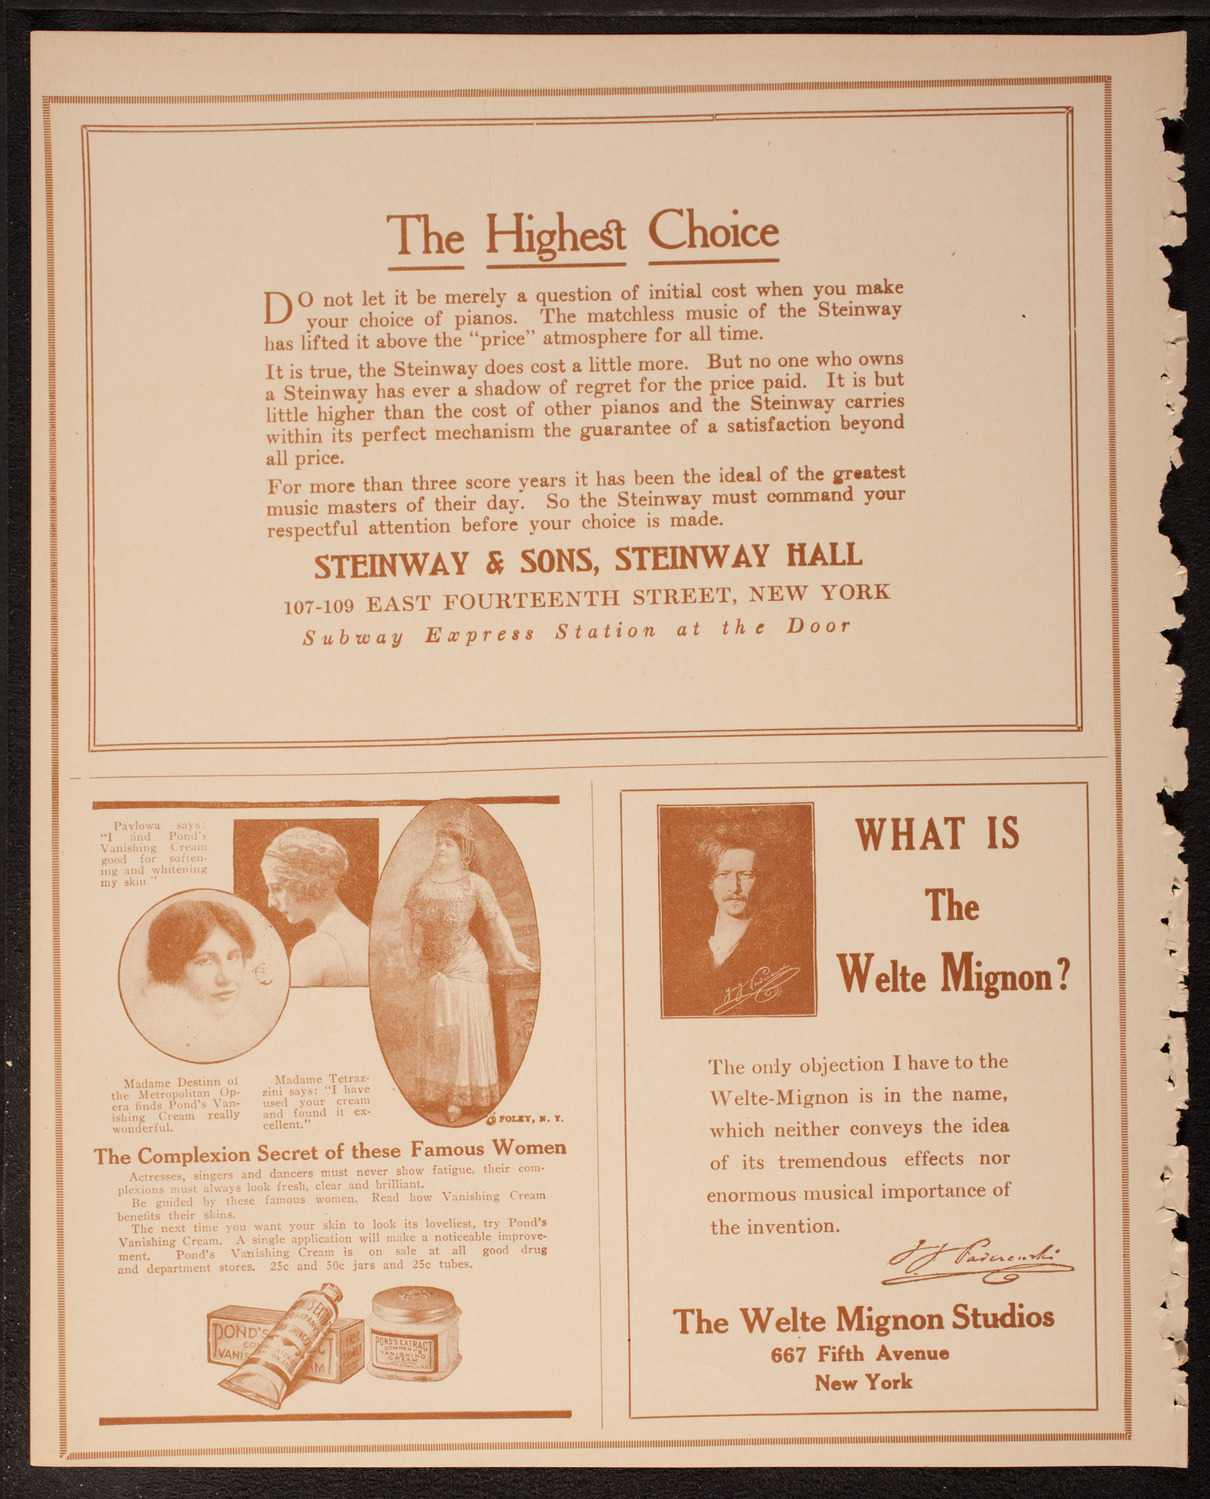 The Highest Choice
DO not let it be merely a question of initial cost when you make
your choice of pianos. The matchless music of the Steinway
has lifted it above the “price” atmosphere for all time.
It is true, the Steinway does cost a little more. But no one who owns
a Steinway has ever a shadow of regret for the price paid. It is but
little higher than the cost of other pianos and the Steinway carries
within its perfect mechanism the guarantee of a satisfaction beyond
all price.
For more than three score years it has been the ideal of the greatest
music masters of their day. So the Steinway must command your
respectful attention before your choice is made.
STEINWAY & SONS, STEINWAY HALL
107-109 EAST FOURTEENTH STREET, NEW YORK
Subway Express Station at the Door
Pavlowa says:
“I find Pond's
Vanishing Cream
good for soften-
ing and whitening
my skin.”
Madame Destinn of
the Metropolitan Op-
era finds Pond's Van-
ishing Cream really
wonderful.
Madame Tetraz-
zini says: “I have
used your cream
and found it ex-
cellent.”
© FOLEY, N. Y.
The Complexion Secret of these Famous Women
Actresses, singers and dancers must never show fatigue, their com-
plexions must always look fresh, clear and brilliant.
Be guided by these famous women. Read how Vanishing Cream
benefits their skins.
The next time you want your skin to look its loveliest, try Pond's
Vanishing Cream. A single application will make a noticeable improve-
ment. Pond's Vanishing Cream is on sale at all good drug
and department stores. 25c and 50c jars and 25c tubes.
POND'S
VANIS
POND'S EXTRACT
COMPANY'S
VANISHING
CREAM
WHAT IS
The
Welte Mignon?
The only objection I have to the
Welte-Mignon is in the name,
which neither conveys the idea
of its tremendous effects nor
enormous musical importance of
the invention.
I J Paderewski
The Welte Mignon Studios
667 Fifth Avenue
New York